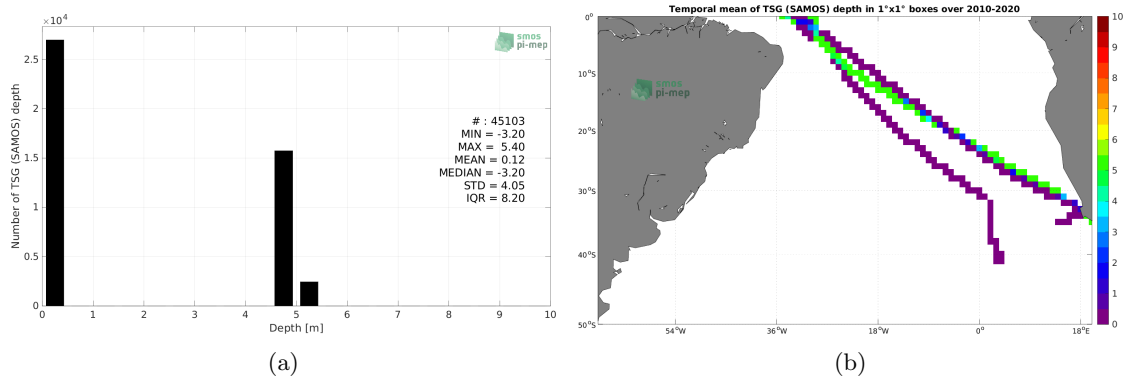 ×10⁴
2.5
2
1.5
1
0.5
0
0 1 2 3 4 5 6 7 8 9 10
Number of TSG (SAMOS) depth
Depth [m]
smos
pi-mep
# : 45103
MIN = -3.20
MAX = 5.40
MEAN = 0.12
MEDIAN = -3.20
STD = 4.05
IQR = 8.20
(a)
Temporal mean of TSG (SAMOS) depth in 1°x1° boxes over 2010-2020
0°
10°S
20°S
30°S
40°S
50°S
54°W 36°W 18°W 0° 18°E
smos
pi-mep
10
9
8
7
6
5
4
3
2
1
0
(b)